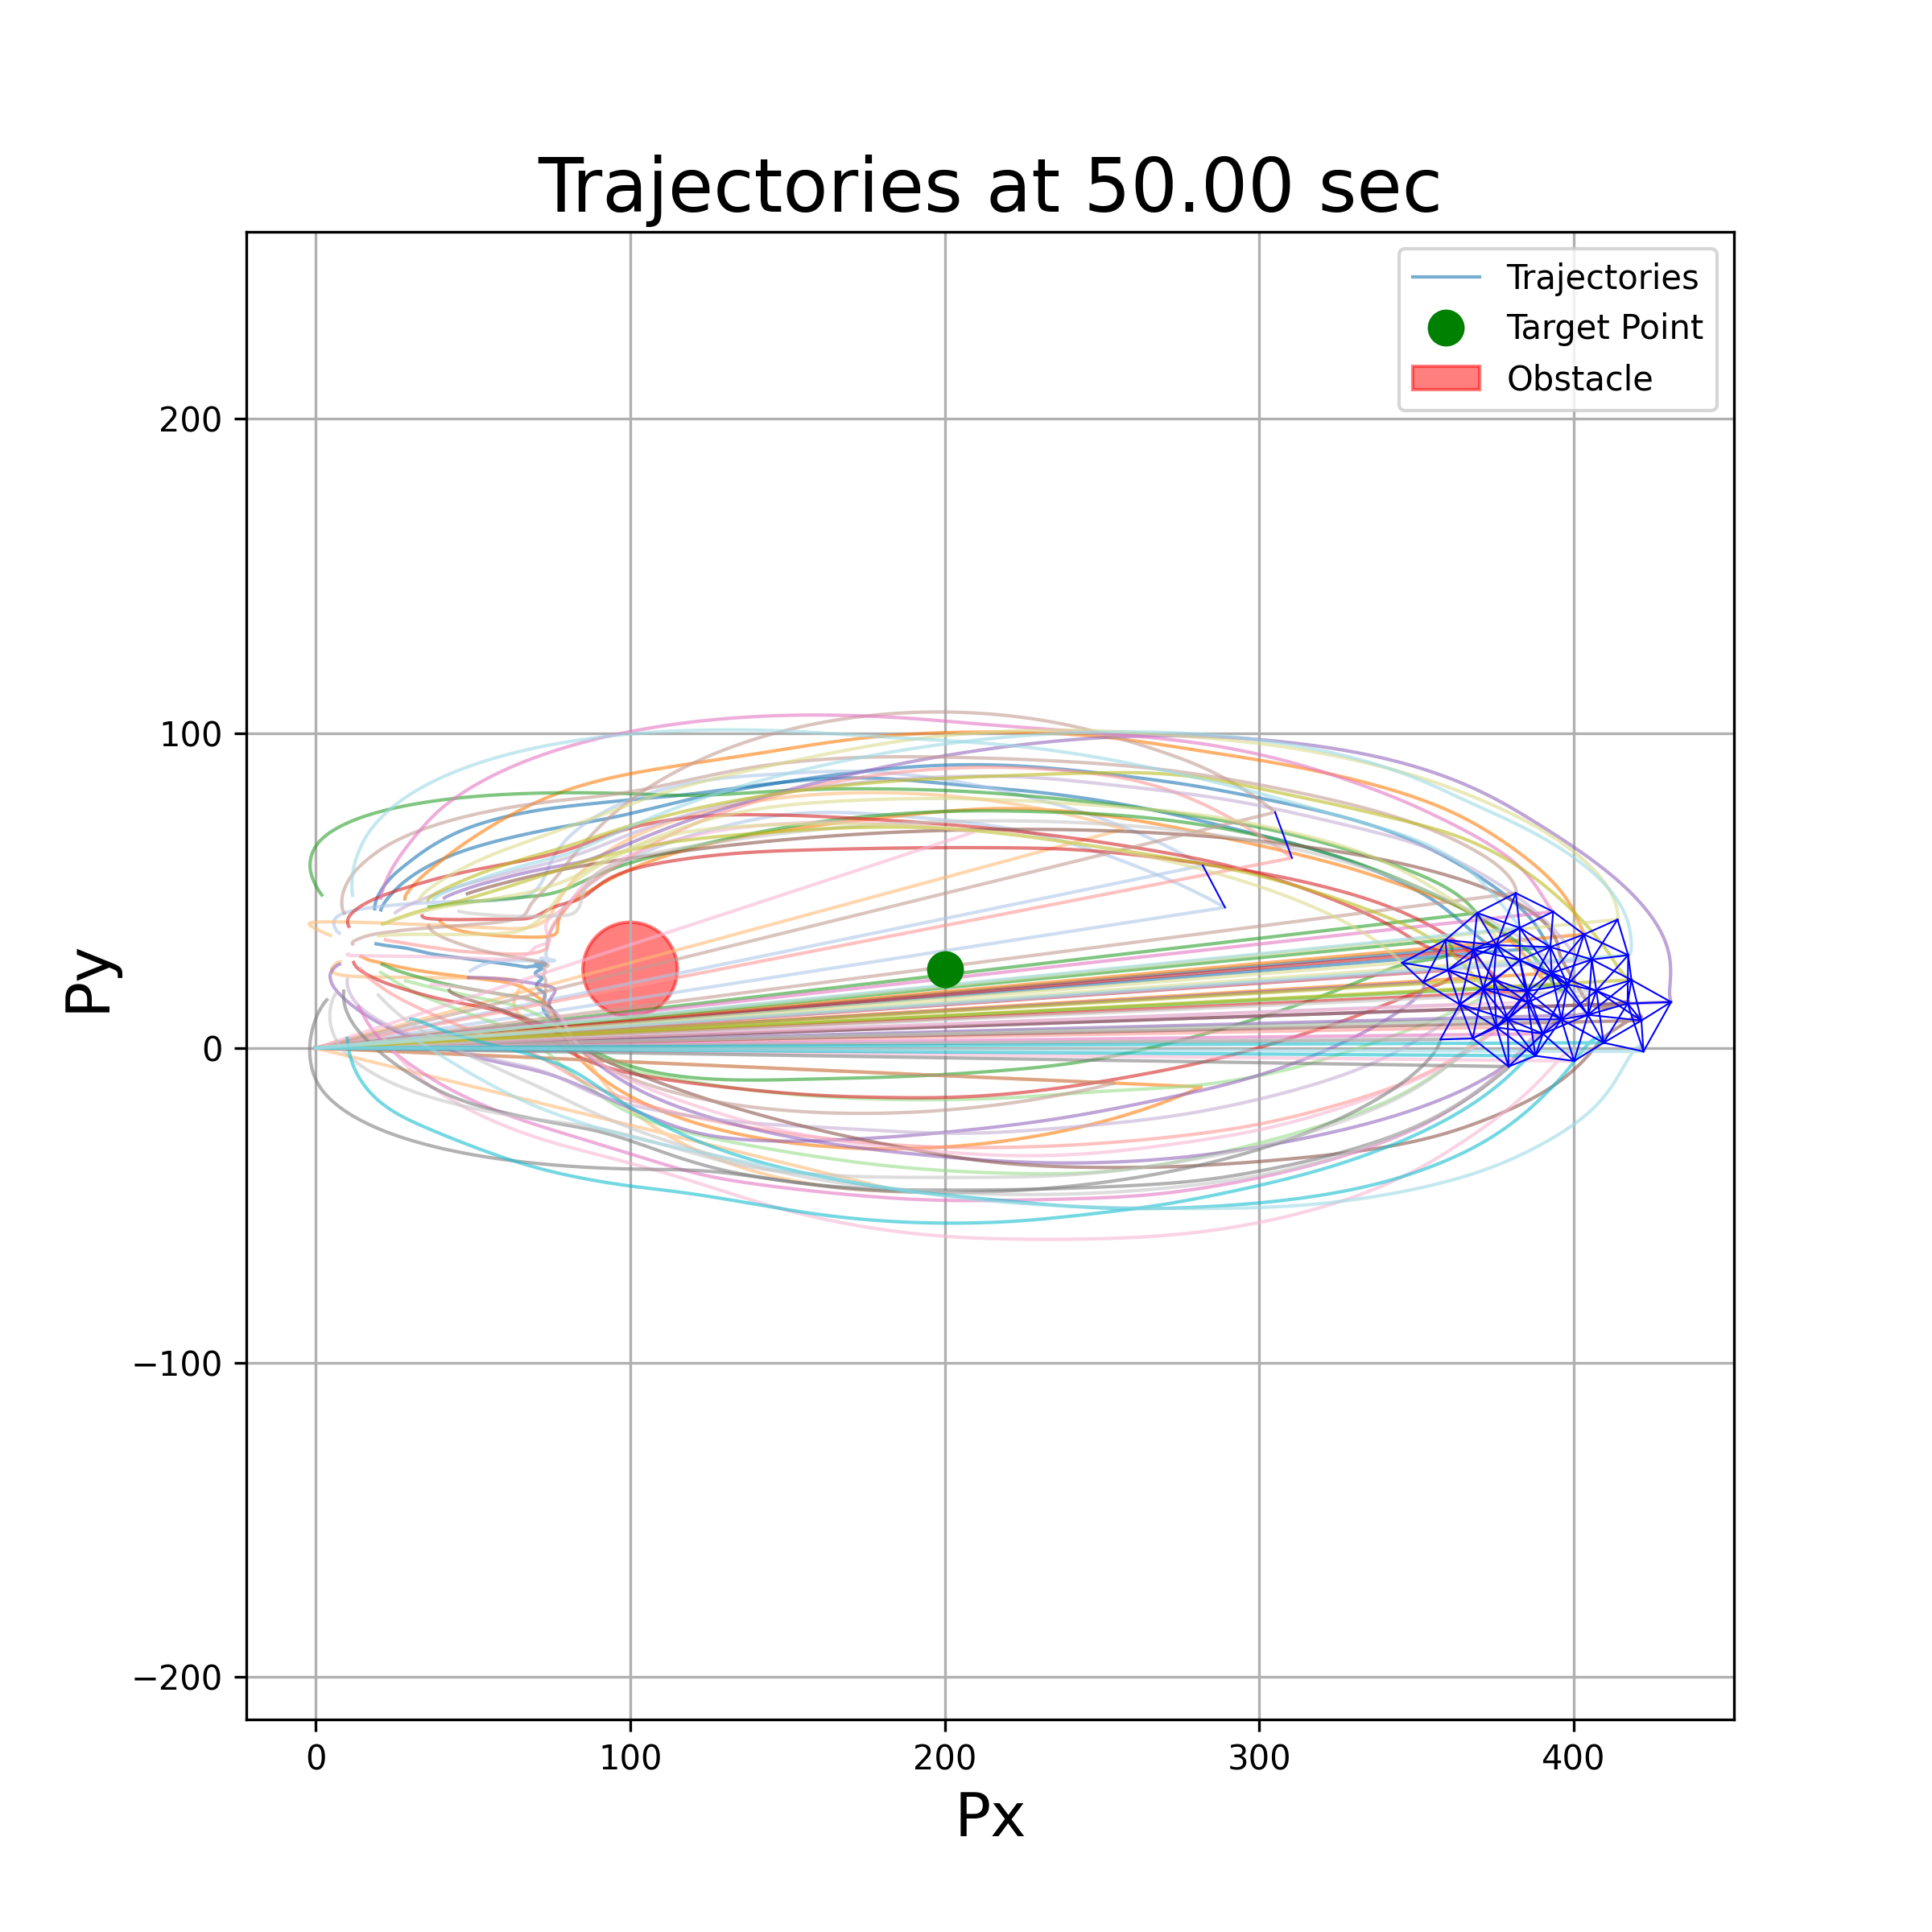 Trajectories at 50.00 sec
Trajectories
Target Point
Obstacle
200
100
0
−100
−200
Py
0
100
200
300
400
Px